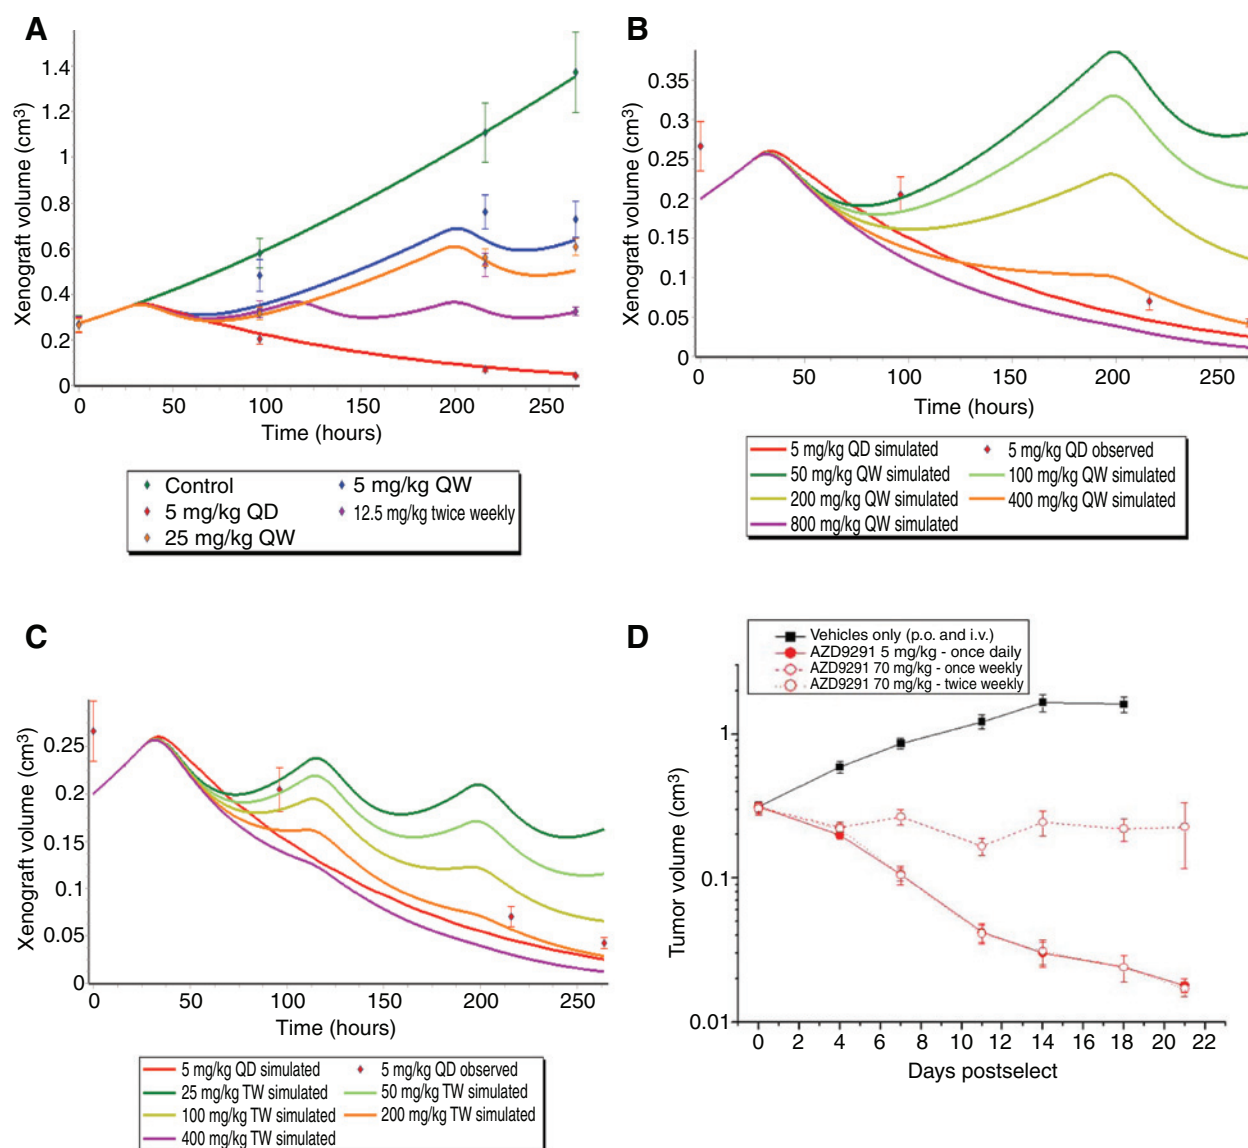 A
Xenograft volume (cm3)
1.4
1.2
1
0.8
0.6
0.4
0.2
0
0 50 100 150 200 250
Time (hours)
Control
5 mg/kg QW
5 mg/kg QD
12.5 mg/kg twice weekly
25 mg/kg QW
B
Xenograft volume (cm3)
0.35
0.3
0.25
0.2
0.15
0.1
0.05
0
0 50 100 150 200 250
Time (hours)
5 mg/kg QD simulated
5 mg/kg QD observed
50 mg/kg QW simulated
100 mg/kg QW simulated
200 mg/kg QW simulated
400 mg/kg QW simulated
800 mg/kg QW simulated
C
Xenograft volume (cm3)
0.25
0.2
0.15
0.1
0.05
0
0 50 100 150 200 250
Time (hours)
5 mg/kg QD simulated
5 mg/kg QD observed
25 mg/kg TW simulated
50 mg/kg TW simulated
100 mg/kg TW simulated
200 mg/kg TW simulated
400 mg/kg TW simulated
D
Vehicles only (p.o. and i.v.)
AZD9291 5 mg/kg - once daily
AZD9291 70 mg/kg - once weekly
AZD9291 70 mg/kg - twice weekly
Tumor volume (cm3)
1
0.1
0.01
0 2 4 6 8 10 11 14 16 18 20 22
Days postselect